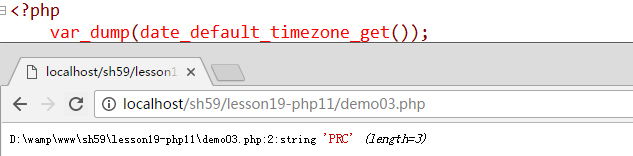 <?php
var_dump(date_default_timezone_get());
localhost/sh59/lesson1
localhost/sh59/lesson19-php11/demo03.php
D:\wamp\www\sh59\lesson19-php11\demo03.php:2:string 'PRC' (length=3)